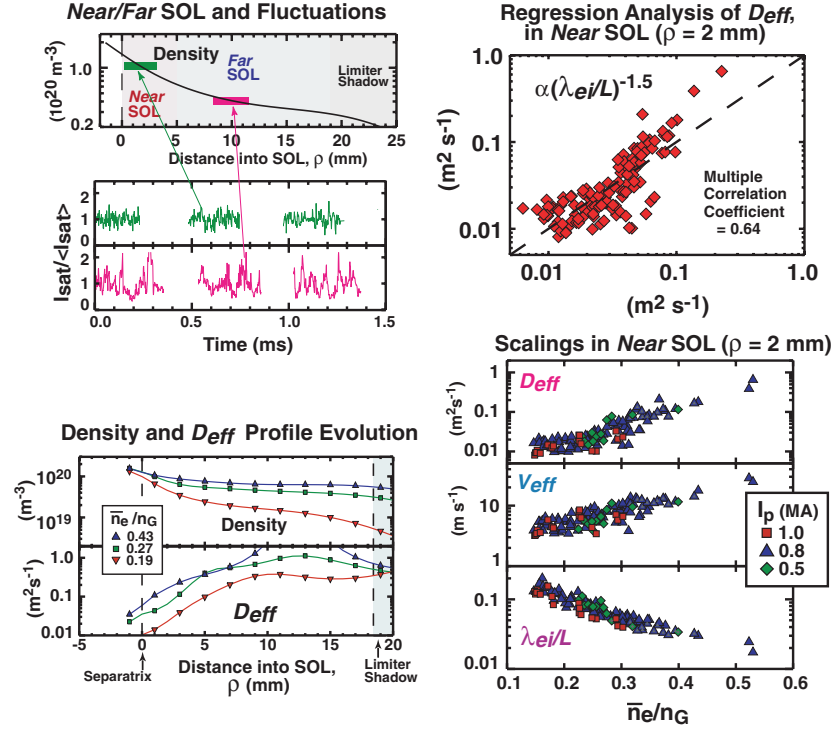 Near/Far SOL and Fluctuations
Density
Far
SOL
Near
SOL
Limiter
Shadow
(10²⁰ m⁻³)
1.0
0.2
0 5 10 15 20 25
Distance into SOL, ρ (mm)
Isat/<Isat>
2
1
0
2
1
0
0.0 0.5 1.0 1.5
Time (ms)
Regression Analysis of Deff,
in Near SOL (ρ = 2 mm)
α(λei/L)⁻¹·⁵
Multiple
Correlation
Coefficient
= 0.64
(m2 s-1)
1.0
0.1
0.01
0.01 0.1 1.0
(m2 s-1)
Density and Deff Profile Evolution
(m⁻³)
10²⁰
10¹⁹
n̅e/nG
0.43
0.27
0.19
Density
(m²s⁻¹)
1.0
0.1
0.01
Deff
-5 0 5 10 15 20
Separatrix
Distance into SOL,
ρ (mm)
Limiter
Shadow
Scalings in Near SOL (ρ = 2 mm)
Deff
(m²s⁻¹)
1
0.1
0.01
Veff
(m s⁻¹)
10
1
Ip (MA)
1.0
0.8
0.5
λei/L
0.1
0.01
0.1 0.2 0.3 0.4 0.5 0.6
n̅e/nG